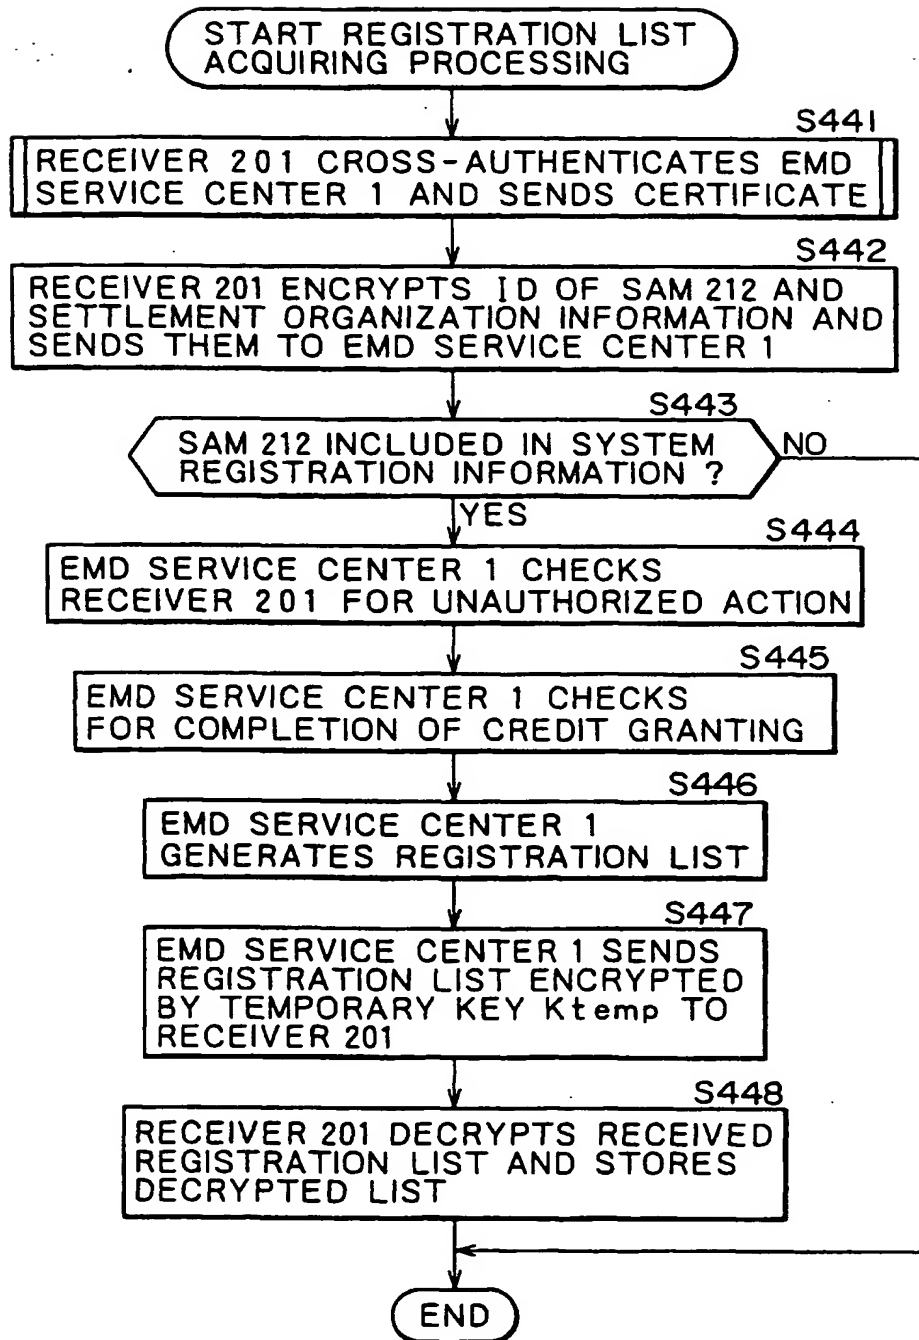 START REGISTRATION LIST
ACQUIRING PROCESSING
S441
RECEIVER 201 CROSS-AUTHENTICATES EMD
SERVICE CENTER 1 AND SENDS CERTIFICATE
S442
RECEIVER 201 ENCRYPTS ID OF SAM 212 AND
SETTLEMENT ORGANIZATION INFORMATION AND
SENDS THEM TO EMD SERVICE CENTER 1
S443
SAM 212 INCLUDED IN SYSTEM
REGISTRATION INFORMATION ?
NO
YES
S444
EMD SERVICE CENTER 1 CHECKS
RECEIVER 201 FOR UNAUTHORIZED ACTION
S445
EMD SERVICE CENTER 1 CHECKS
FOR COMPLETION OF CREDIT GRANTING
S446
EMD SERVICE CENTER 1
GENERATES REGISTRATION LIST
S447
EMD SERVICE CENTER 1 SENDS
REGISTRATION LIST ENCRYPTED
BY TEMPORARY KEY Ktemp TO
RECEIVER 201
S448
RECEIVER 201 DECRYPTS RECEIVED
REGISTRATION LIST AND STORES
DECRYPTED LIST
END